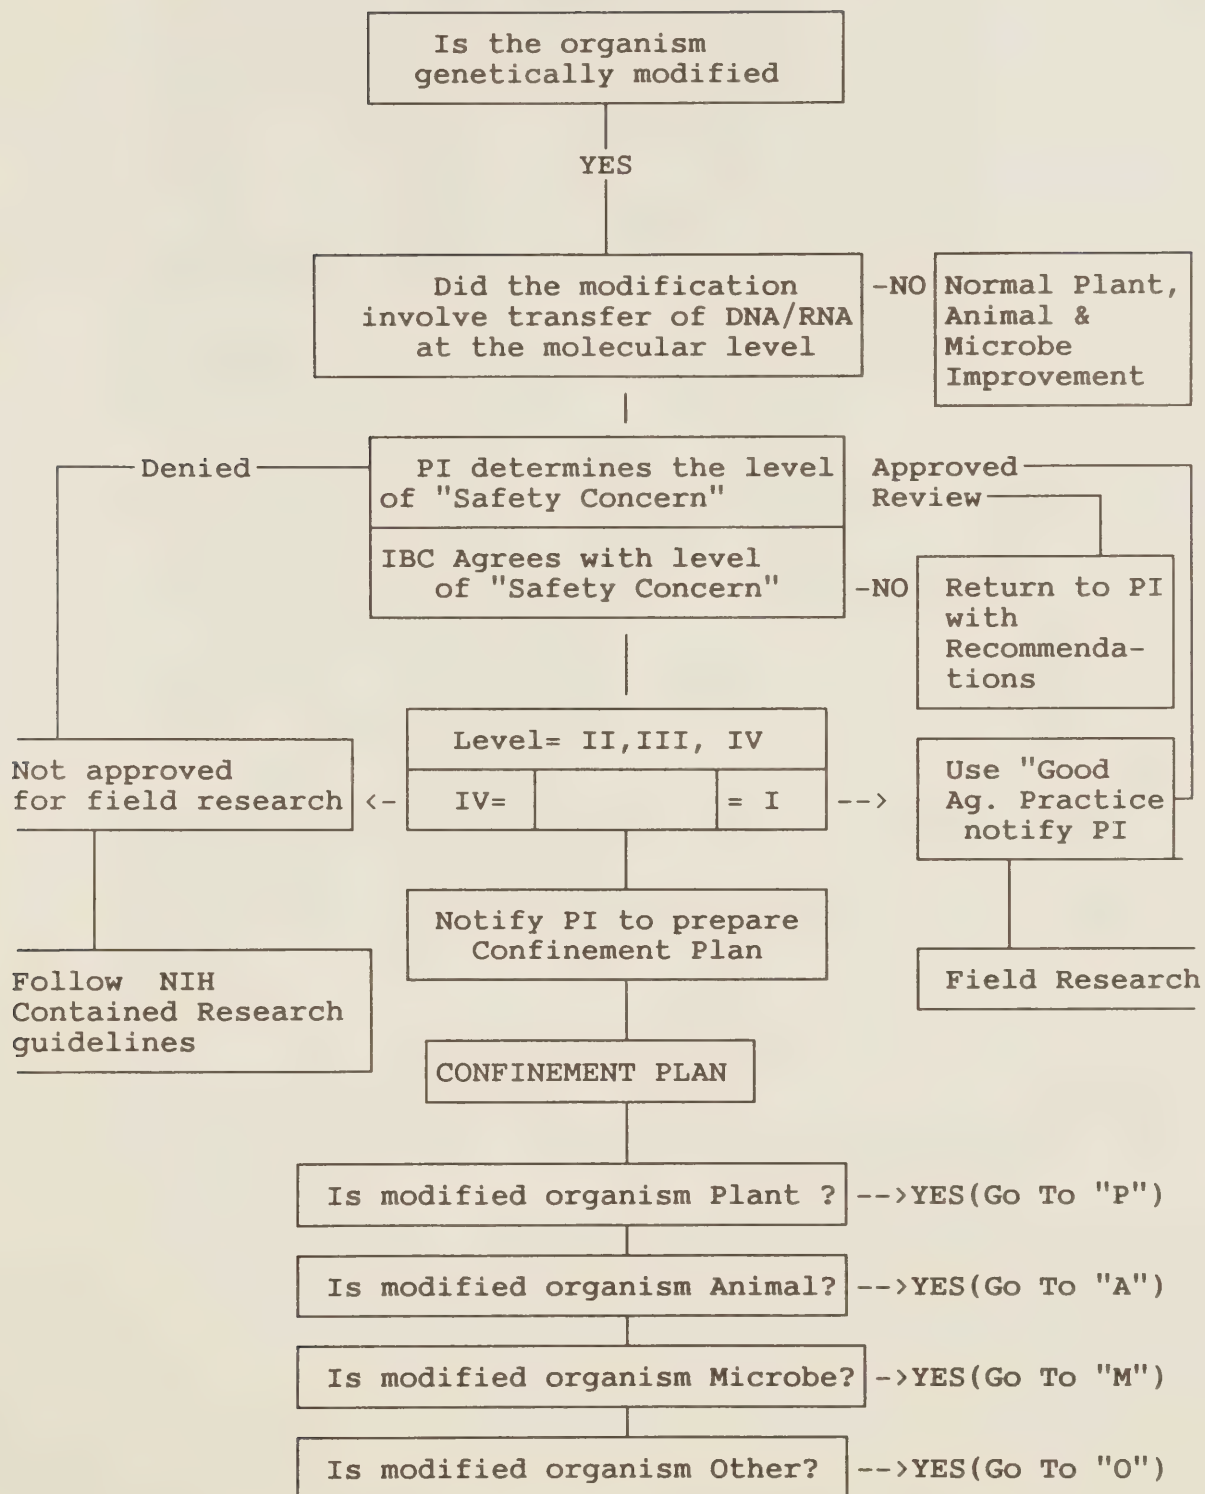 Is the organism
genetically modified
YES
Did the modification
involve transfer of DNA/RNA
at the molecular level
-NO
Normal Plant,
Animal &
Microbe
Improvement
Denied
PI determines the level
of "Safety Concern"
Approved
Review
IBC Agrees with level
of "Safety Concern"
-NO
Return to PI
with
Recommenda-
tions
Level= II,III, IV
Not approved
for field research
<-
IV=
= I
-->
Use "Good
Ag. Practice
notify PI
Notify PI to prepare
Confinement Plan
Follow NIH
Contained Research
guidelines
Field Research
CONFINEMENT PLAN
Is modified organism Plant ? -->YES(Go To "P")
Is modified organism Animal? -->YES(Go To "A")
Is modified organism Microbe? ->YES(Go To "M")
Is modified organism Other? -->YES(Go To "O")